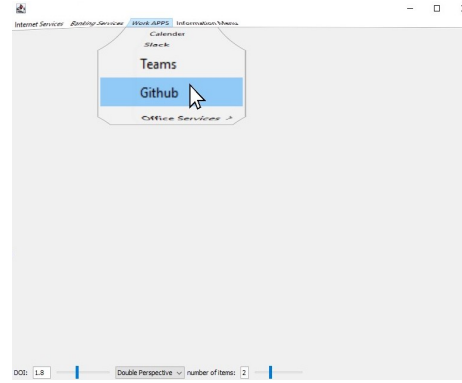 Internet Services Banking Services Work APPS Information Menu
Calender
Slack
Teams
Github
Office Services
DOI: 1.8 Double Perspective number of items: 2